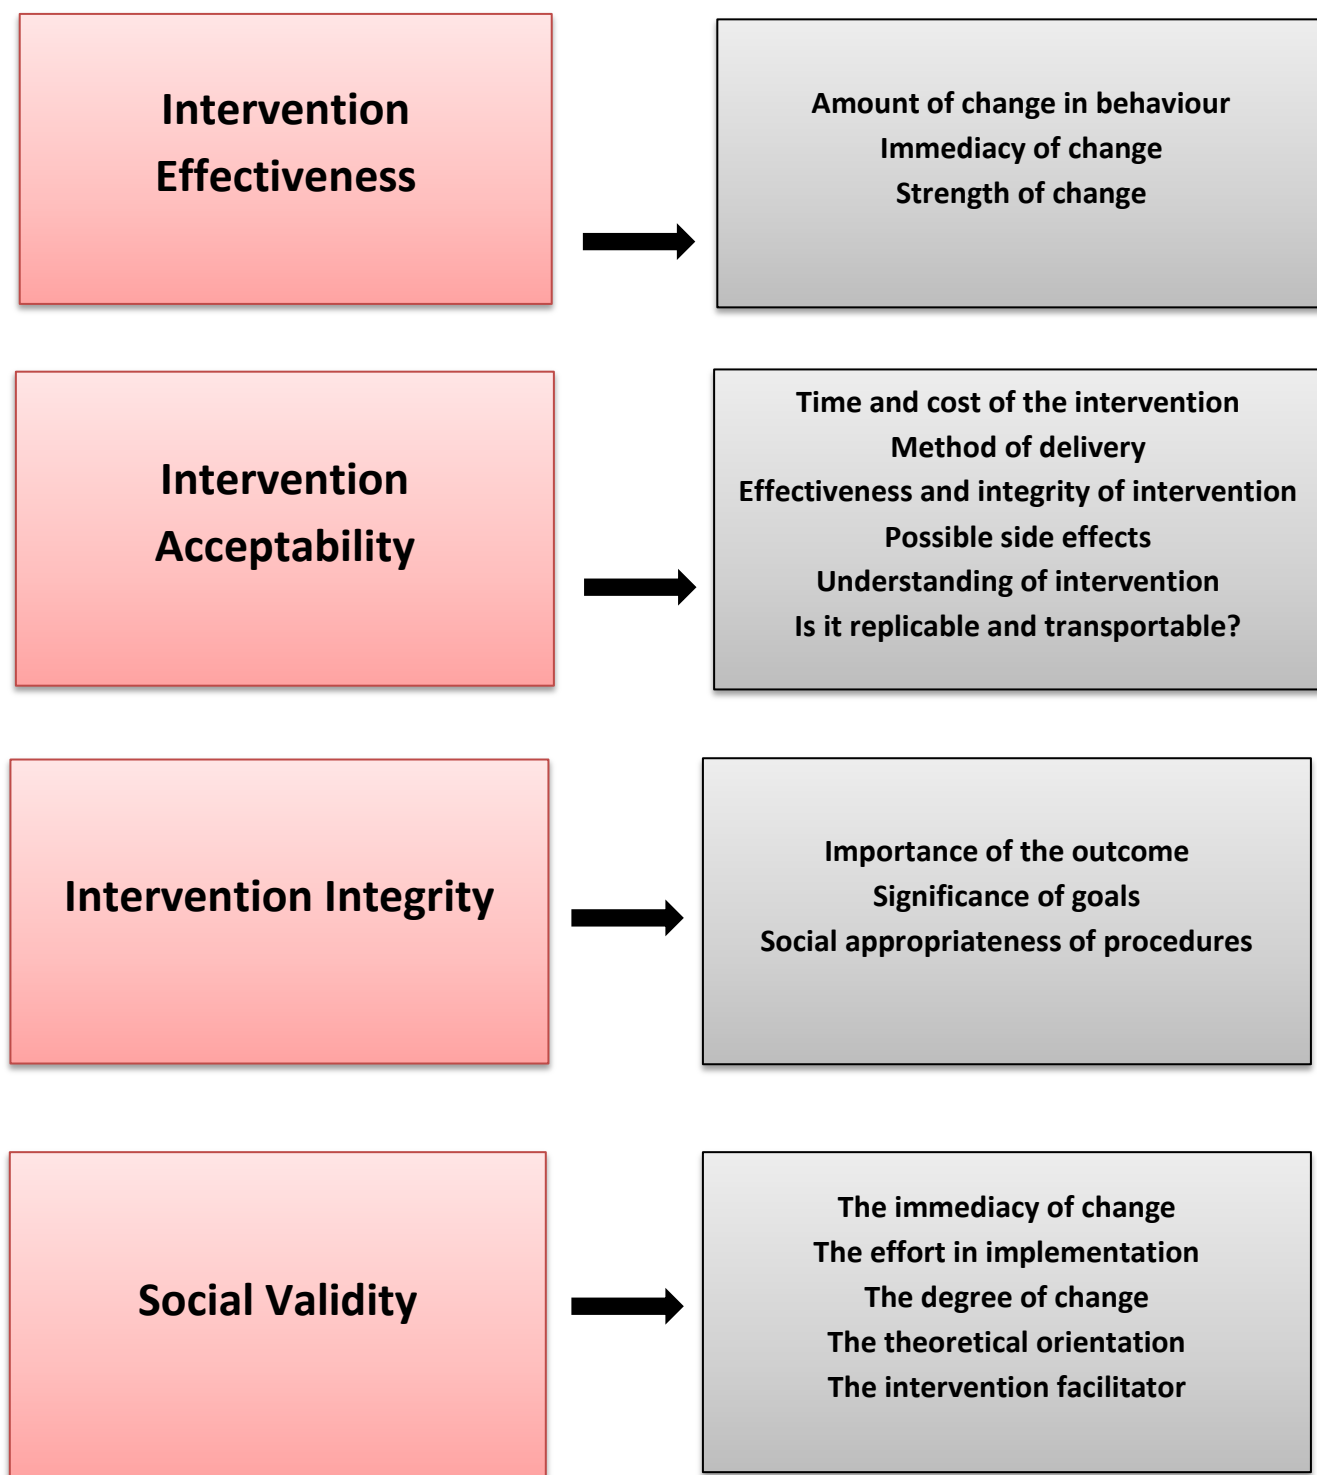 Intervention
Effectiveness
Amount of change in behaviour
Immediacy of change
Strength of change
Intervention
Acceptability
Time and cost of the intervention
Method of delivery
Effectiveness and integrity of intervention
Possible side effects
Understanding of intervention
Is it replicable and transportable?
Intervention Integrity
Importance of the outcome
Significance of goals
Social appropriateness of procedures
Social Validity
The immediacy of change
The effort in implementation
The degree of change
The theoretical orientation
The intervention facilitator